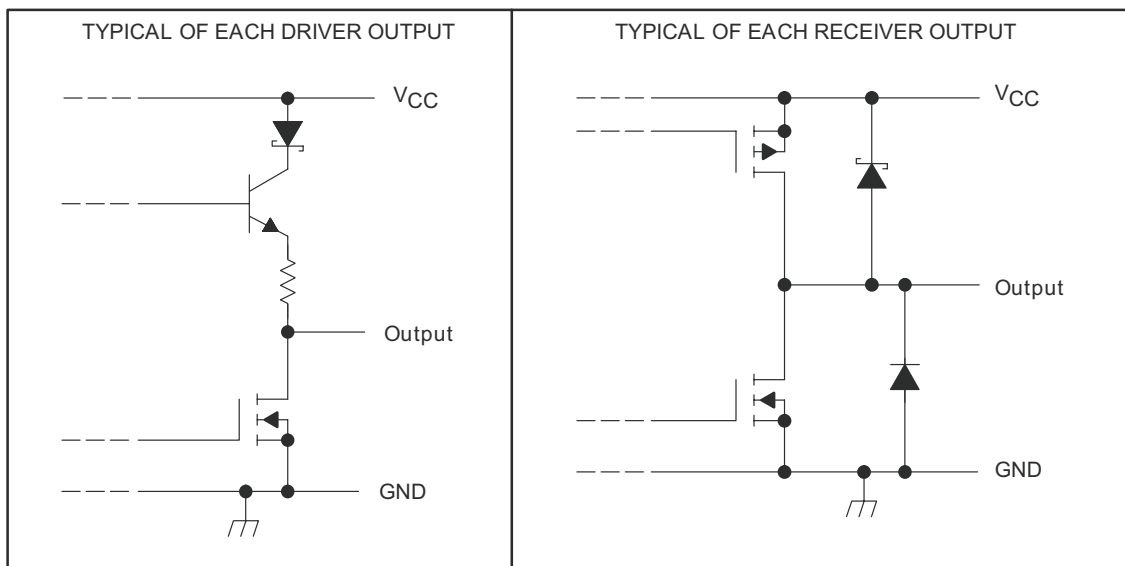 TYPICAL OF EACH DRIVER OUTPUT
VCC
Output
GND
TYPICAL OF EACH RECEIVER OUTPUT
VCC
Output
GND